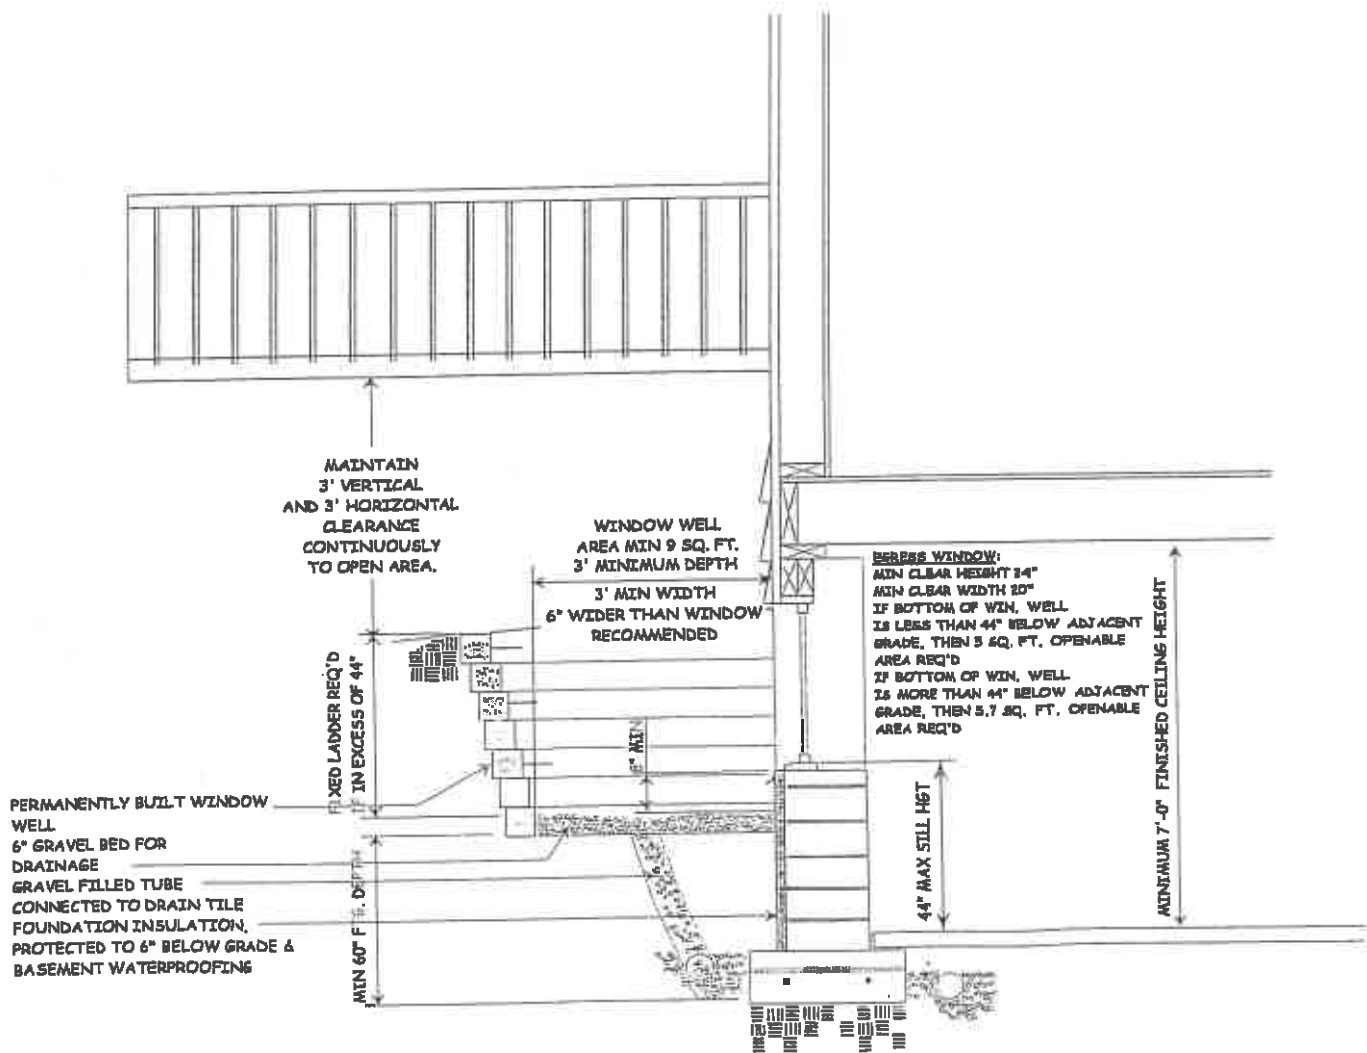 MAINTAIN
3' VERTICAL
AND 3' HORIZONTAL
CLEARANCE
CONTINUOUSLY
TO OPEN AREA.
WINDOW WELL
AREA MIN 9 SQ. FT.
3' MINIMUM DEPTH
3' MIN WIDTH
6" WIDER THAN WINDOW
RECOMMENDED
EGRESS WINDOW:
MIN CLEAR HEIGHT 24"
MIN CLEAR WIDTH 20"
IF BOTTOM OF WIN. WELL
IS LESS THAN 44" BELOW ADJACENT
GRADE, THEN 5 SQ. FT. OPENABLE
AREA REQ'D
IF BOTTOM OF WIN. WELL
IS MORE THAN 44" BELOW ADJACENT
GRADE, THEN 5.7 SQ. FT. OPENABLE
AREA REQ'D
MINIMUM 7'-0" FINISHED CEILING HEIGHT
44" MAX SILL HGT
MIN
FIXED LADDER REQ'D
IF IN EXCESS OF 44"
MIN 60" FTG. DEPTH
PERMANENTLY BUILT WINDOW
WELL
6" GRAVEL BED FOR
DRAINAGE
GRAVEL FILLED TUBE
CONNECTED TO DRAIN TILE
FOUNDATION INSULATION,
PROTECTED TO 6" BELOW GRADE &
BASEMENT WATERPROOFING